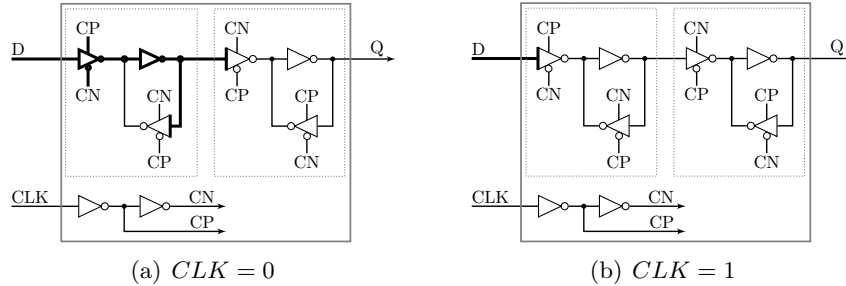 CP CN
D Q
CN CN CP
CP CP CN
CLK CN
CP
(a) CLK = 0
CP CN
D Q
CN CN CP
CP CP CN
CLK CN
CP
(b) CLK = 1